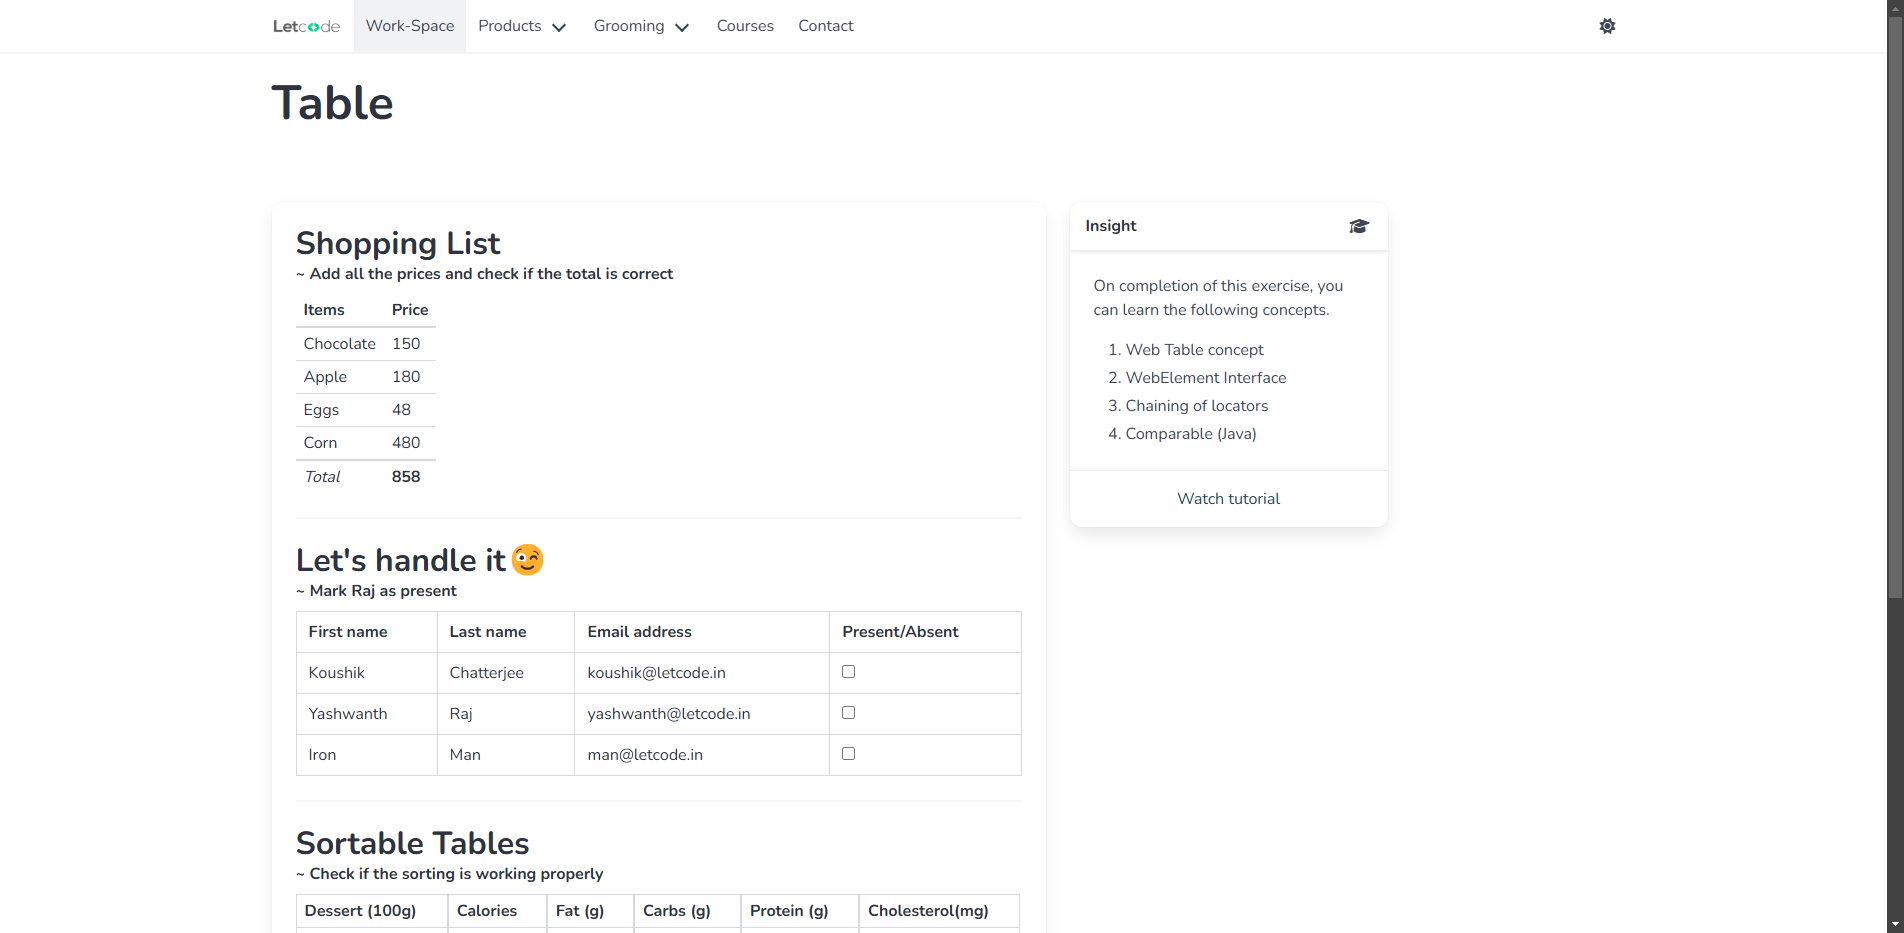 Letcode Work-Space Products Grooming Courses Contact
Table
Shopping List
~ Add all the prices and check if the total is correct
Items Price
Chocolate 150
Apple 180
Eggs 48
Corn 480
Total 858
Let's handle it😉
~ Mark Raj as present
First name Last name Email address Present/Absent
Koushik Chatterjee koushik@letcode.in
Yashwanth Raj yashwanth@letcode.in
Iron Man man@letcode.in
Sortable Tables
~ Check if the sorting is working properly
Dessert (100g) Calories Fat (g) Carbs (g) Protein (g) Cholesterol(mg)
Insight
On completion of this exercise, you
can learn the following concepts.
1. Web Table concept
2. WebElement Interface
3. Chaining of locators
4. Comparable (Java)
Watch tutorial